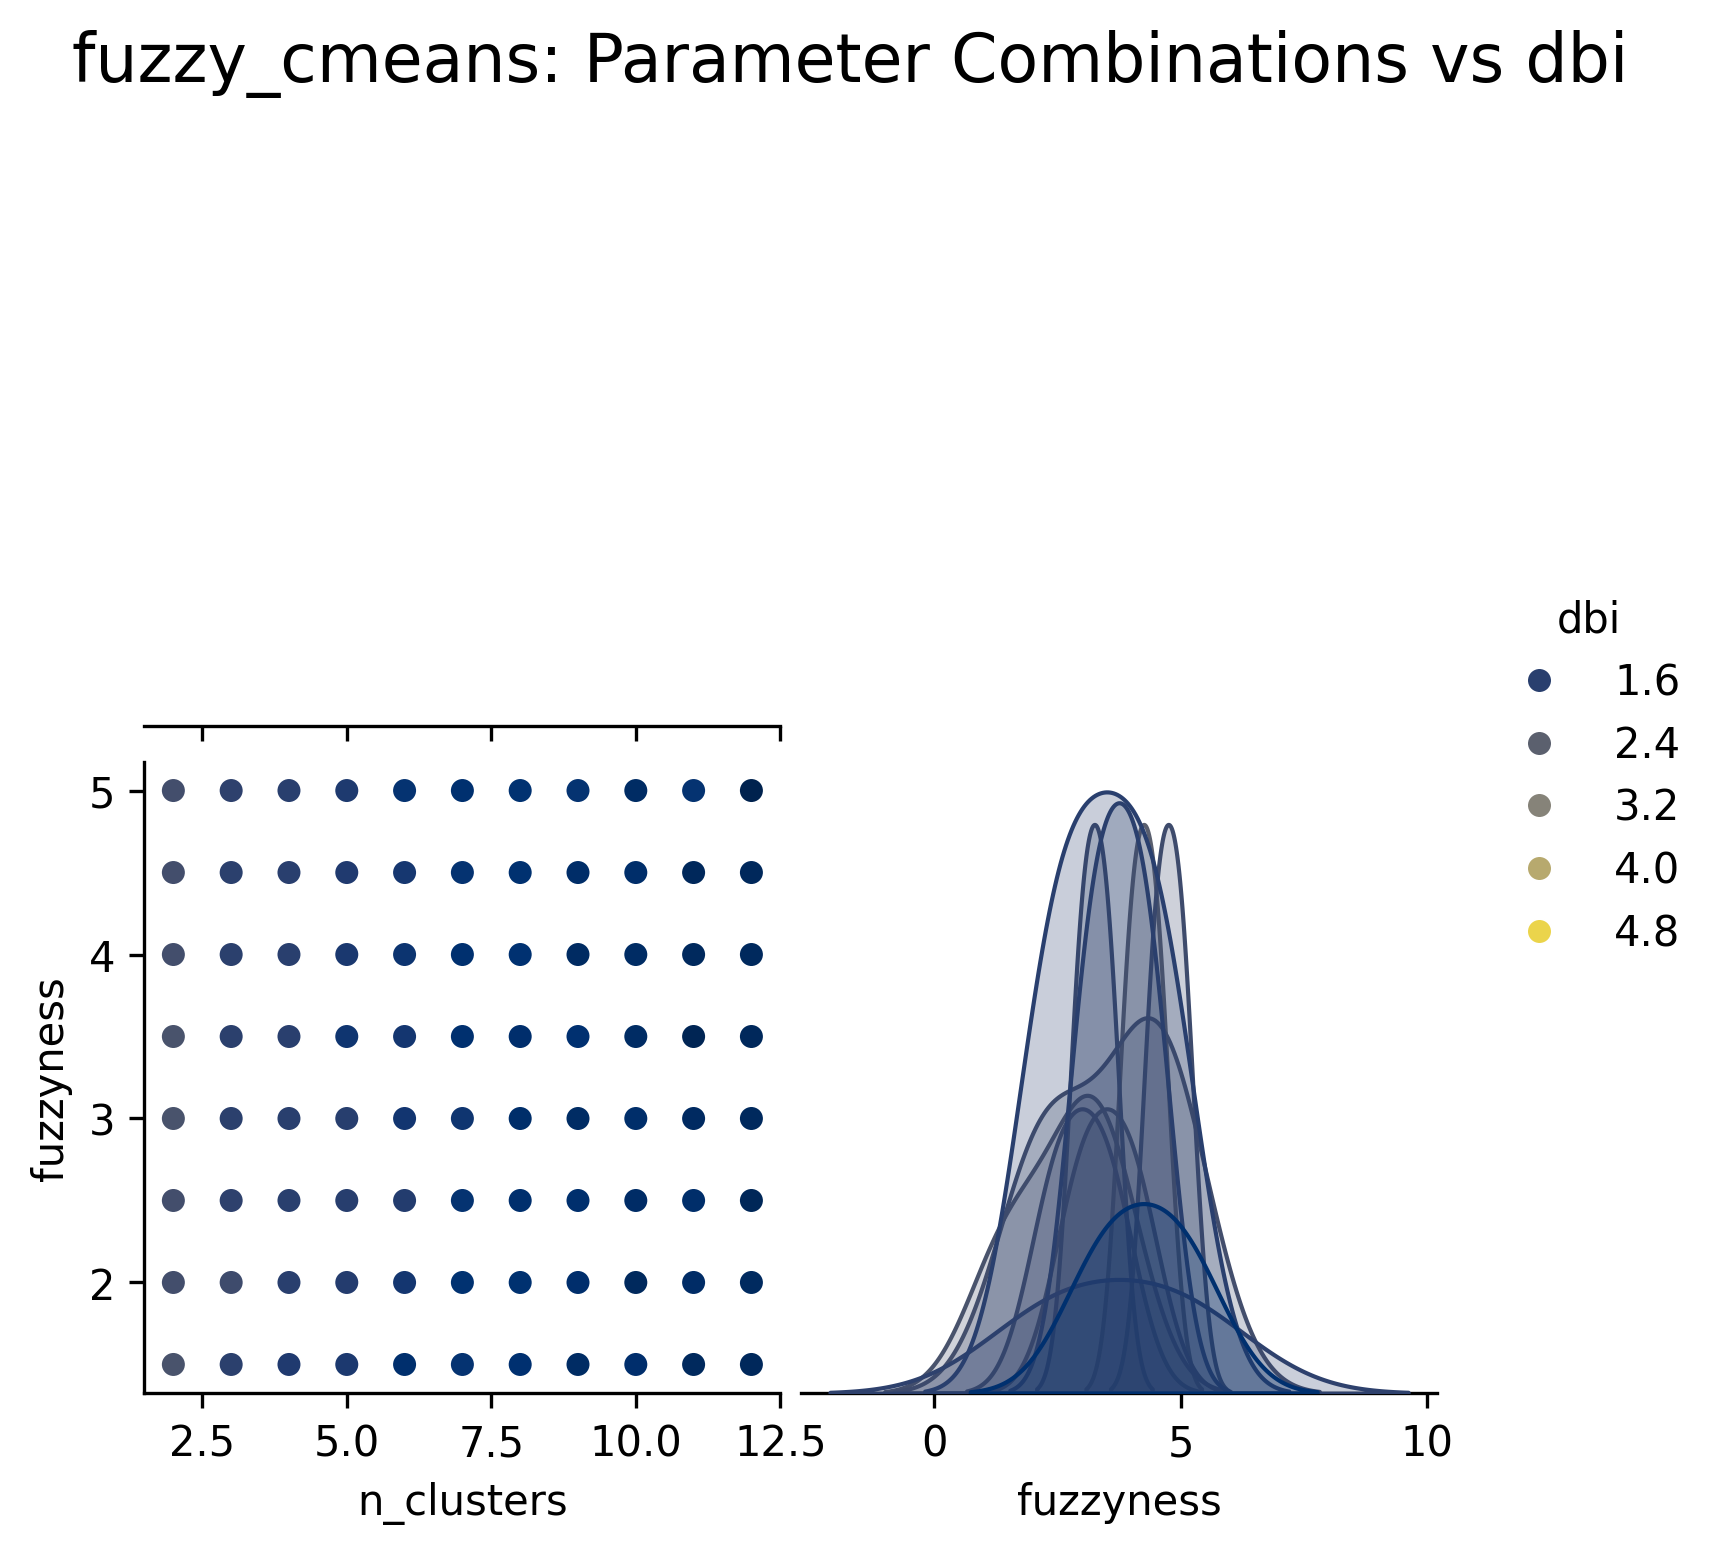 fuzzy_cmeans: Parameter Combinations vs dbi
dbi
1.6
2.4
3.2
4.0
4.8
5
4
3
2
fuzzyness
2.5 5.0 7.5 10.0 12.5
n_clusters
0 5 10
fuzzyness